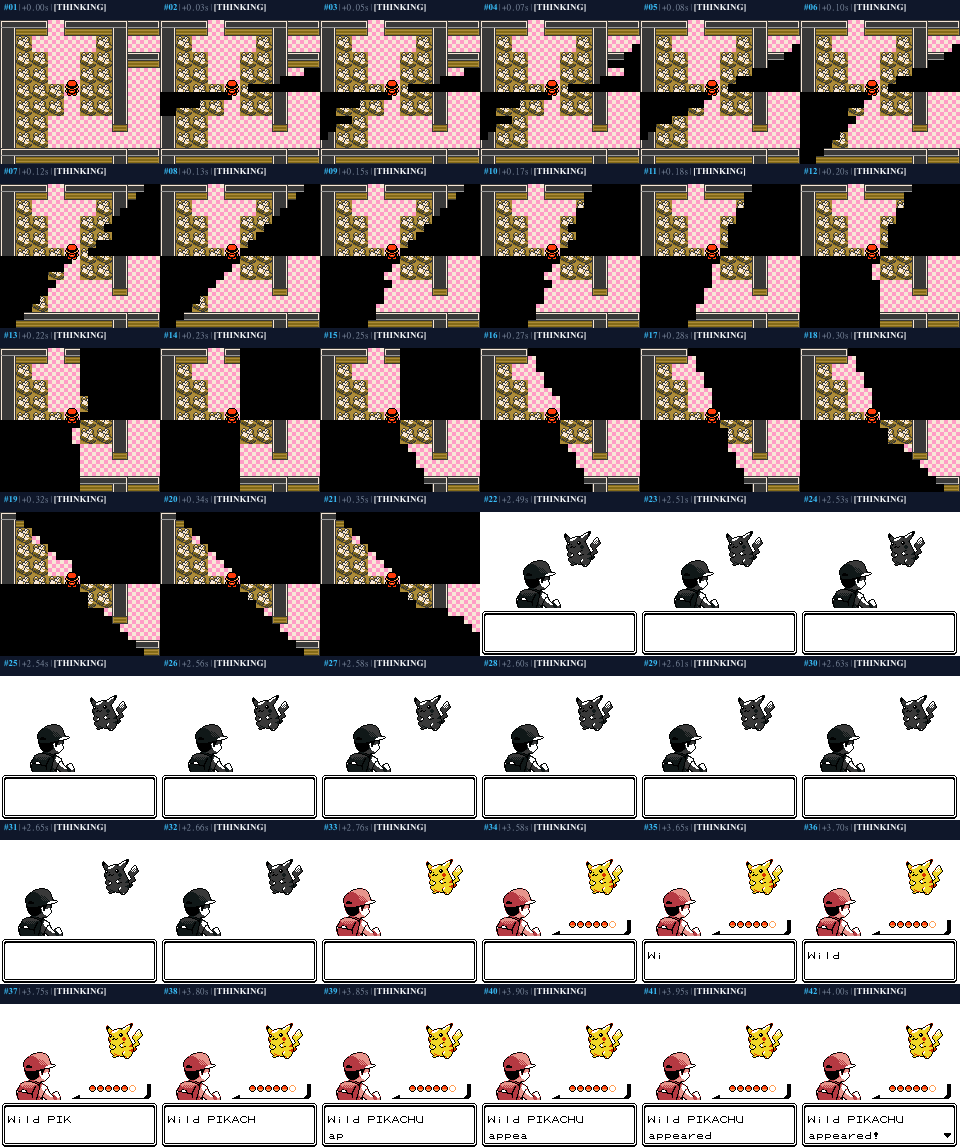 #01|+0.00s|[THINKING] #02|+0.03s|[THINKING] #03|+0.05s|[THINKING] #04|+0.07s|[THINKING] #05|+0.08s|[THINKING] #06|+0.10s|[THINKING]
#07|+0.12s|[THINKING] #08|+0.13s|[THINKING] #09|+0.15s|[THINKING] #10|+0.17s|[THINKING] #11|+0.18s|[THINKING] #12|+0.20s|[THINKING]
#13|+0.22s|[THINKING] #14|+0.23s|[THINKING] #15|+0.25s|[THINKING] #16|+0.27s|[THINKING] #17|+0.28s|[THINKING] #18|+0.30s|[THINKING]
#19|+0.32s|[THINKING] #20|+0.34s|[THINKING] #21|+0.35s|[THINKING] #22|+2.49s|[THINKING] #23|+2.51s|[THINKING] #24|+2.53s|[THINKING]
#25|+2.54s|[THINKING] #26|+2.56s|[THINKING] #27|+2.58s|[THINKING] #28|+2.60s|[THINKING] #29|+2.61s|[THINKING] #30|+2.63s|[THINKING]
#31|+2.65s|[THINKING] #32|+2.66s|[THINKING] #33|+2.76s|[THINKING] #34|+3.58s|[THINKING] #35|+3.65s|[THINKING] #36|+3.70s|[THINKING]
Wi
Wild
#37|+3.75s|[THINKING] #38|+3.80s|[THINKING] #39|+3.85s|[THINKING] #40|+3.90s|[THINKING] #41|+3.95s|[THINKING] #42|+4.00s|[THINKING]
Wild PIK
Wild PIKACH
Wild PIKACHU
ap
Wild PIKACHU
appea
Wild PIKACHU
appeared
Wild PIKACHU
appeared!